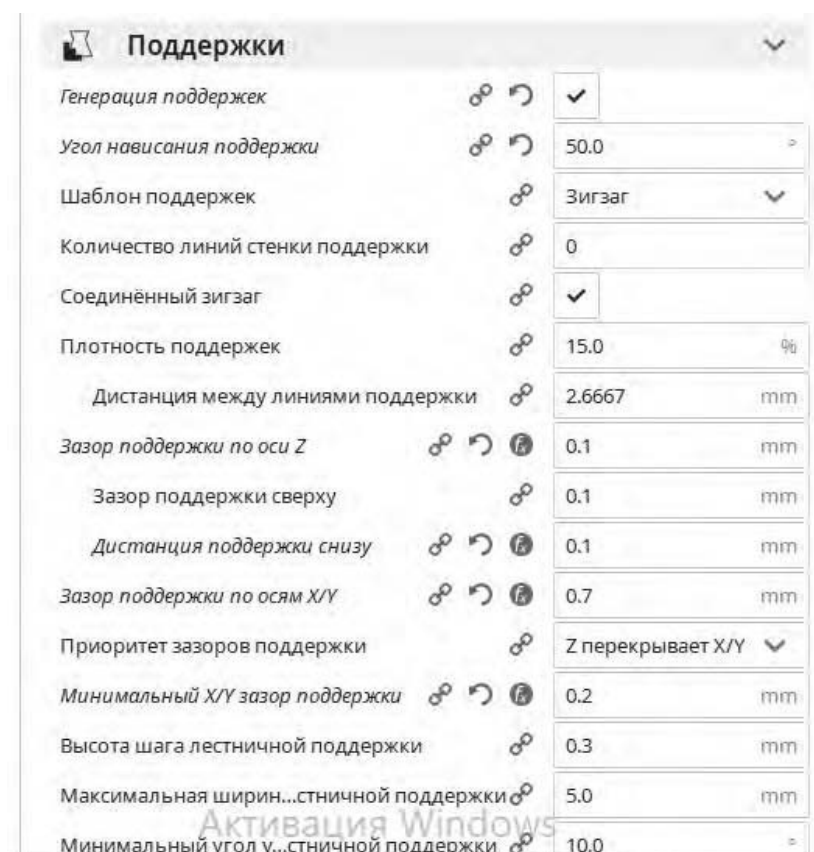 Поддержки
Генерация поддержек
Угол нависания поддержки 50.0 °
Шаблон поддержек Зигзаг
Количество линий стенки поддержки 0
Соединённый зигзаг
Плотность поддержек 15.0 %
Дистанция между линиями поддержки 2.6667 mm
Зазор поддержки по оси Z 0.1 mm
Зазор поддержки сверху 0.1 mm
Дистанция поддержки снизу 0.1 mm
Зазор поддержки по осям X/Y 0.7 mm
Приоритет зазоров поддержки Z перекрывает X/Y
Минимальный X/Y зазор поддержки 0.2 mm
Высота шага лестничной поддержки 0.3 mm
Максимальная ширин...стничной поддержки 5.0 mm
Активация Windows
Минимальный угол у...стничной поддержки 10.0 °